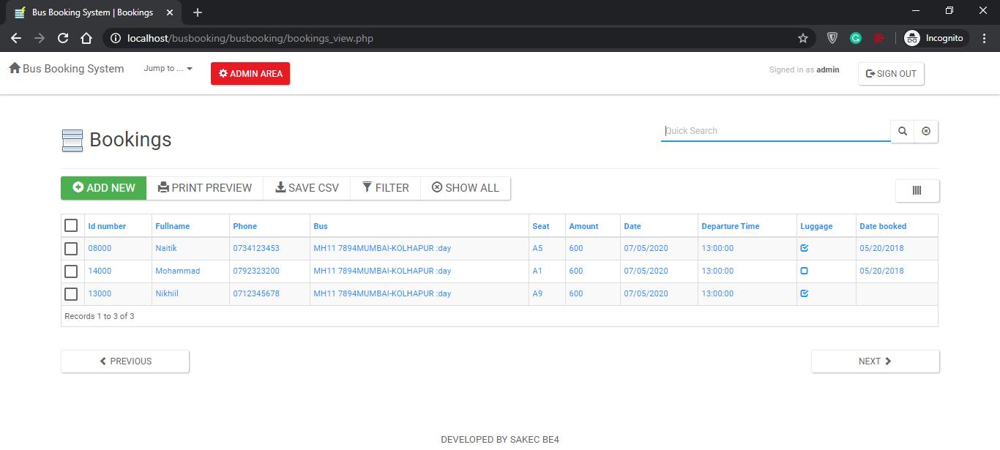 Bus Booking System | Bookings
localhost/busbooking/busbooking/bookings_view.php
Incognito
Bus Booking System Jump to ... ADMIN AREA Signed in as admin SIGN OUT
Bookings
Quick Search
ADD NEW PRINT PREVIEW SAVE CSV FILTER SHOW ALL
Id number Fullname Phone Bus Seat Amount Date Departure Time Luggage Date booked
08000 Naitik 0734123453 MH11 7894MUMBAI-KOLHAPUR :day A5 600 07/05/2020 13:00:00 05/20/2018
14000 Mohammad 0792323200 MH11 7894MUMBAI-KOLHAPUR :day A1 600 07/05/2020 13:00:00 05/20/2018
13000 Nikhiil 0712345678 MH11 7894MUMBAI-KOLHAPUR :day A9 600 07/05/2020 13:00:00
Records 1 to 3 of 3
PREVIOUS NEXT
DEVELOPED BY SAKEC BE4